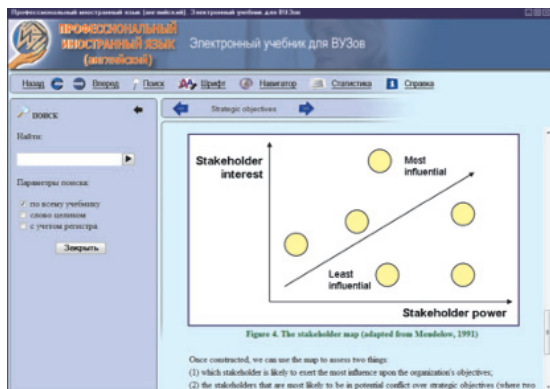 Профессиональный иностранный язык (английский). Электронный учебник для ВУЗов
ПРОФЕССИОНАЛЬНЫЙ
ИНОСТРАННЫЙ ЯЗЫК
(английский)
Электронный учебник для ВУЗов
Назад Вперед Поиск Шрифт Навигатор Статистика Справка
ПОИСК
Strategic objectives
Найти:
Параметры поиска:
по всему учебнику
слово целиком
с учетом регистра
Закрыть
Stakeholder
interest
Most
influential
Least
influential
Stakeholder power
Figure 4. The stakeholder map (adapted from Mendelow, 1991)
Once constructed, we can use the map to assess two things:
(1) which stakeholder is likely to exert the most influence upon the organization's objectives;
(2) the stakeholders that are most likely to be in potential conflict over strategic objectives (where two